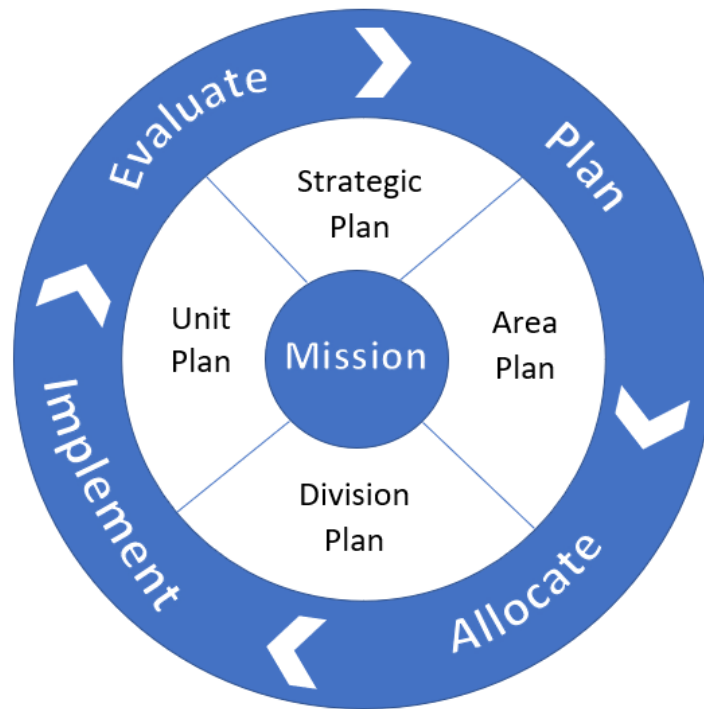 Evaluate
Plan
Allocate
Implement
Strategic
Plan
Area
Plan
Division
Plan
Unit
Plan
Mission